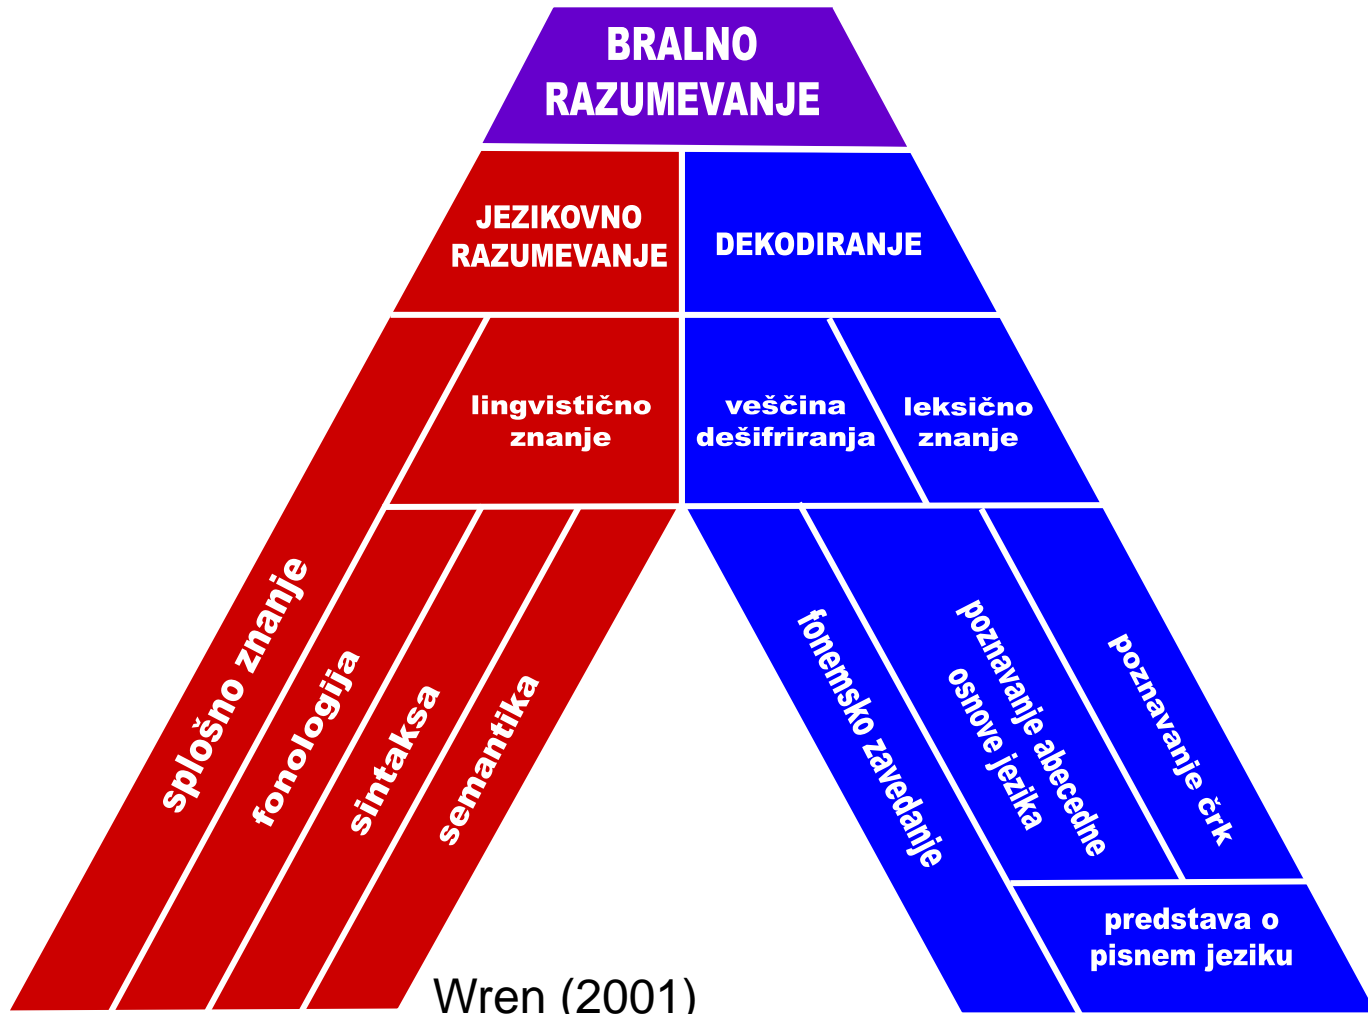 BRALNO
RAZUMEVANJE
JEZIKOVNO
RAZUMEVANJE
DEKODIRANJE
lingvistično
znanje
veščina
dešifriranja
leksično
znanje
splošno znanje
fonologija
sintaksa
semantika
fonemsko zavedanje
poznavanje abecedne
osnove jezika
poznavanje črk
predstava o
pisnem jeziku
Wren (2001)